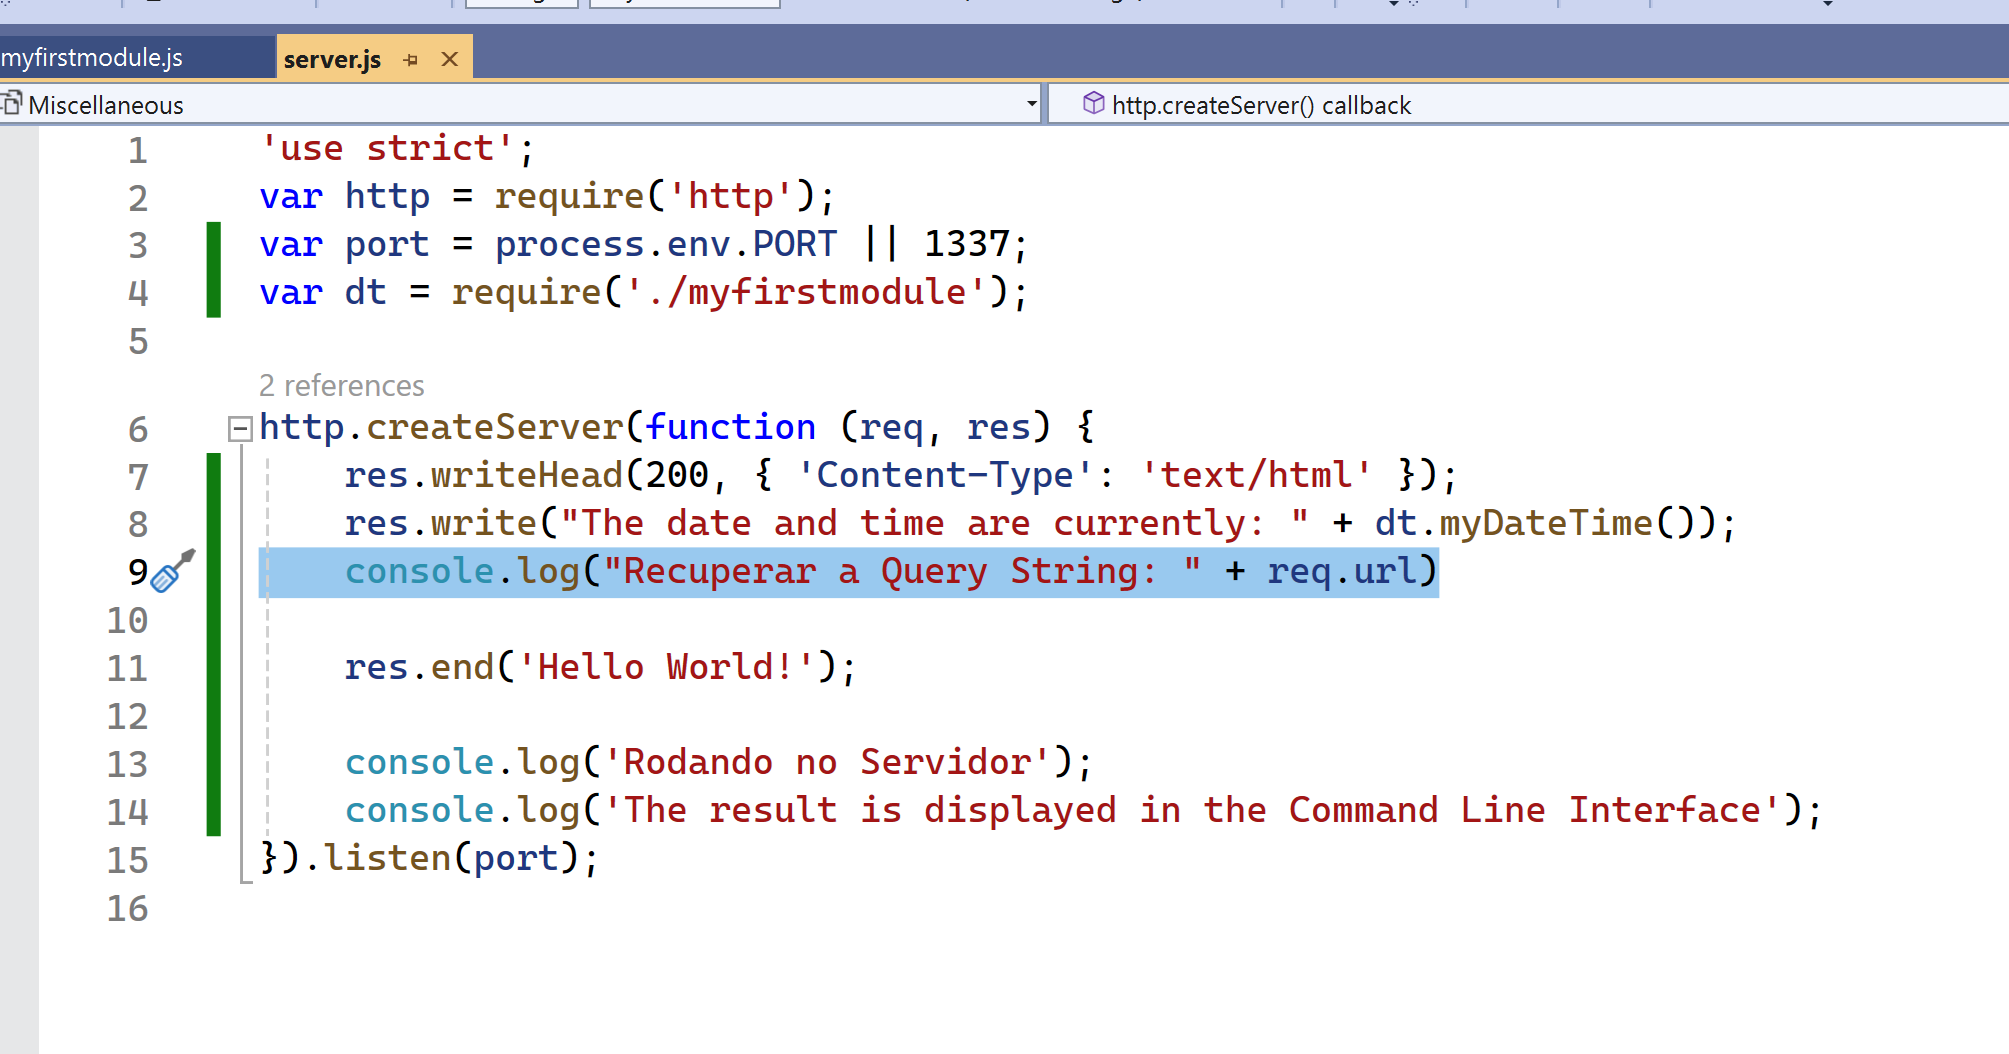 myfirstmodule.js
server.js
Miscellaneous
http.createServer() callback
1 'use strict';
2 var http = require('http');
3 var port = process.env.PORT || 1337;
4 var dt = require('./myfirstmodule');
5
2 references
6 http.createServer(function (req, res) {
7 res.writeHead(200, { 'Content-Type': 'text/html' });
8 res.write("The date and time are currently: " + dt.myDateTime());
9 console.log("Recuperar a Query String: " + req.url)
10
11 res.end('Hello World!');
12
13 console.log('Rodando no Servidor');
14 console.log('The result is displayed in the Command Line Interface');
15 }).listen(port);
16